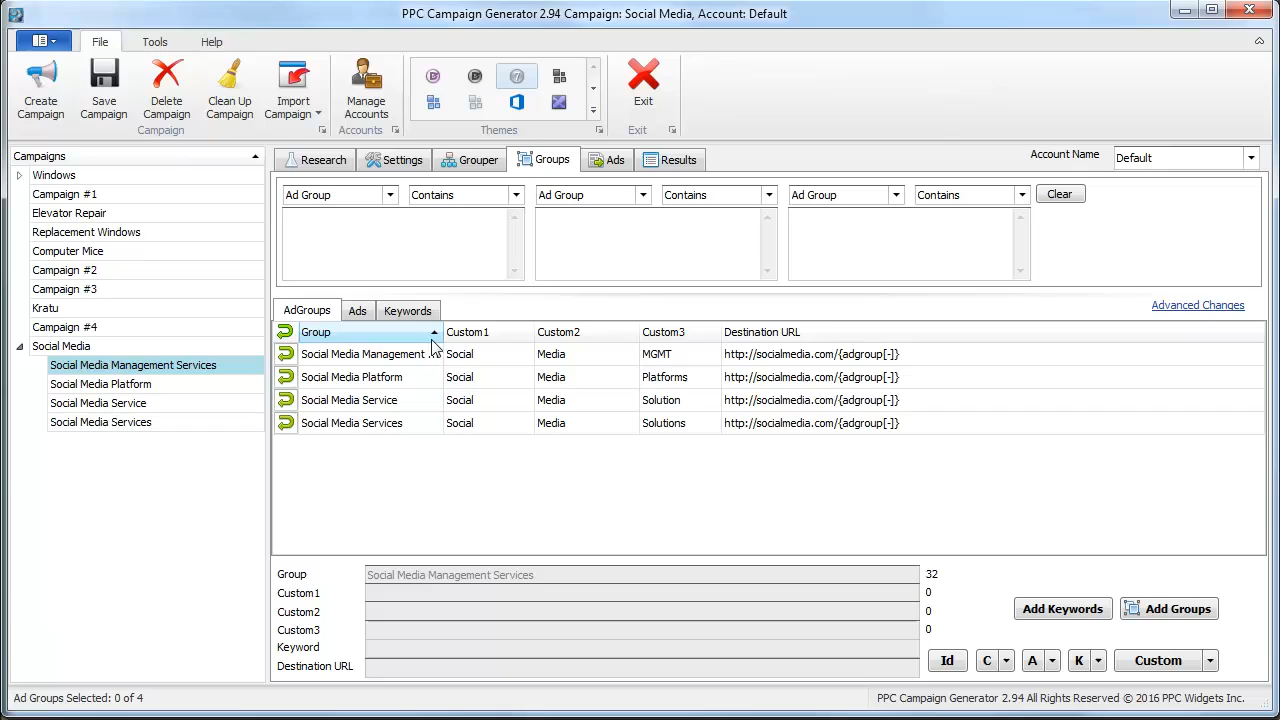 PPC Campaign Generator 2.94 Campaign: Social Media, Account: Default
File Tools Help
Create Campaign
Save Campaign
Delete Campaign
Clean Up Campaign
Import Campaign
Manage Accounts
Exit
Campaign Accounts Themes Exit
Campaigns
Windows
Campaign #1
Elevator Repair
Replacement Windows
Computer Mice
Campaign #2
Campaign #3
Kratu
Campaign #4
Social Media
Social Media Management Services
Social Media Platform
Social Media Service
Social Media Services
Research Settings Grouper Groups Ads Results
Account Name Default
Ad Group Contains Ad Group Contains Ad Group Contains Clear
AdGroups Ads Keywords
Advanced Changes
Group Custom1 Custom2 Custom3 Destination URL
Social Media Management Social Media MGMT http://socialmedia.com/{adgroup[-]}
Social Media Platform Social Media Platforms http://socialmedia.com/{adgroup[-]}
Social Media Service Social Media Solution http://socialmedia.com/{adgroup[-]}
Social Media Services Social Media Solutions http://socialmedia.com/{adgroup[-]}
Group Social Media Management Services 32
Custom1 0
Custom2 0
Custom3 0
Keyword
Destination URL
Add Keywords Add Groups
Id C A K Custom
Ad Groups Selected: 0 of 4
PPC Campaign Generator 2.94 All Rights Reserved © 2016 PPC Widgets Inc.